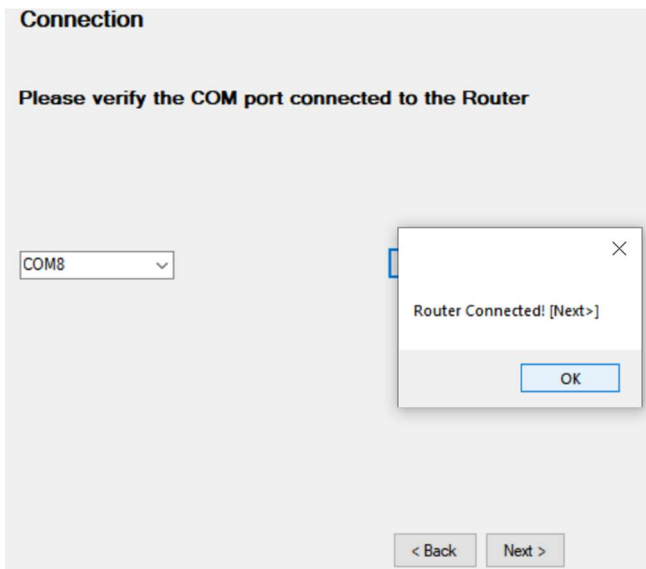 Connection
Please verify the COM port connected to the Router
COM8
Router Connected! [Next>]
OK
< Back
Next >